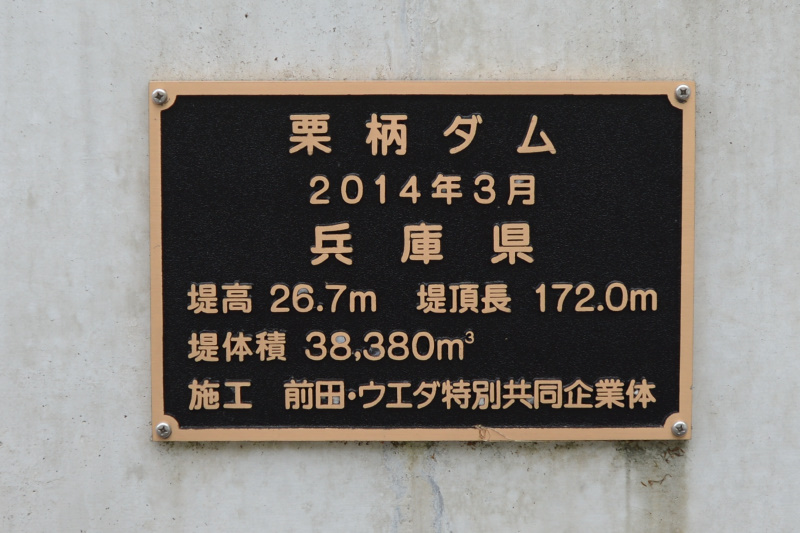 栗柄ダム
2014年3月
兵庫県
堤高 26.7m 堤頂長 172.0m
堤体積 38,380m³
施工 前田・ウエダ特別共同企業体